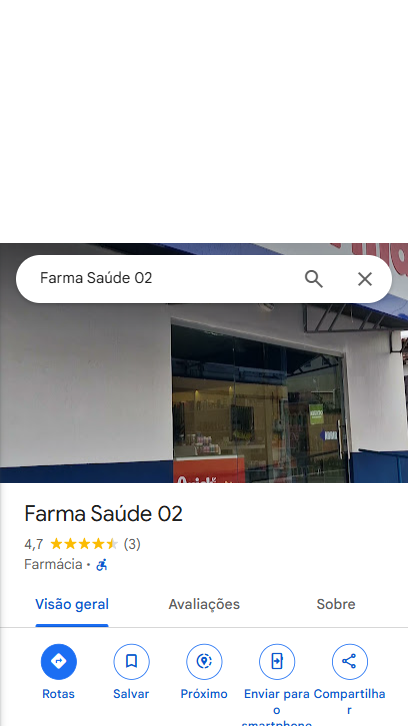 Farma Saúde 02
Farma Saúde 02
4,7 (3)
Farmácia ·
Visão geral Avaliações Sobre
Rotas Salvar Próximo Enviar para o smartphone Compartilhar